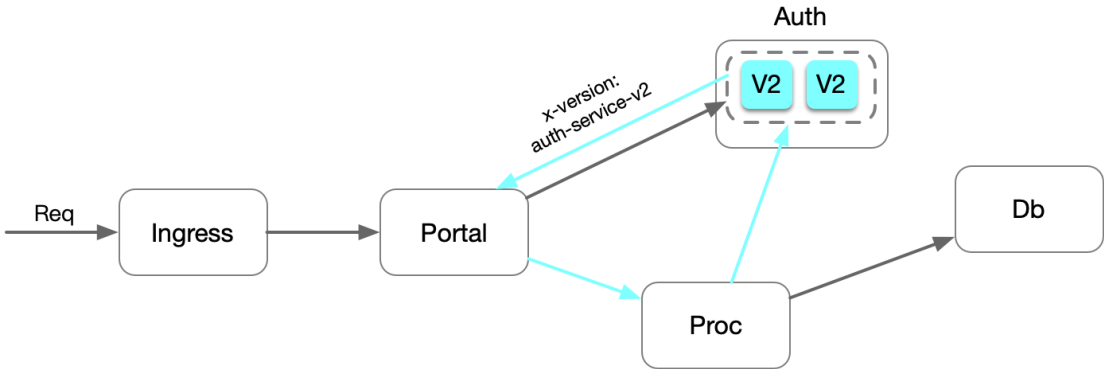 Auth
V2 V2
x-version:
auth-service-v2
Req
Ingress
Portal
Db
Proc